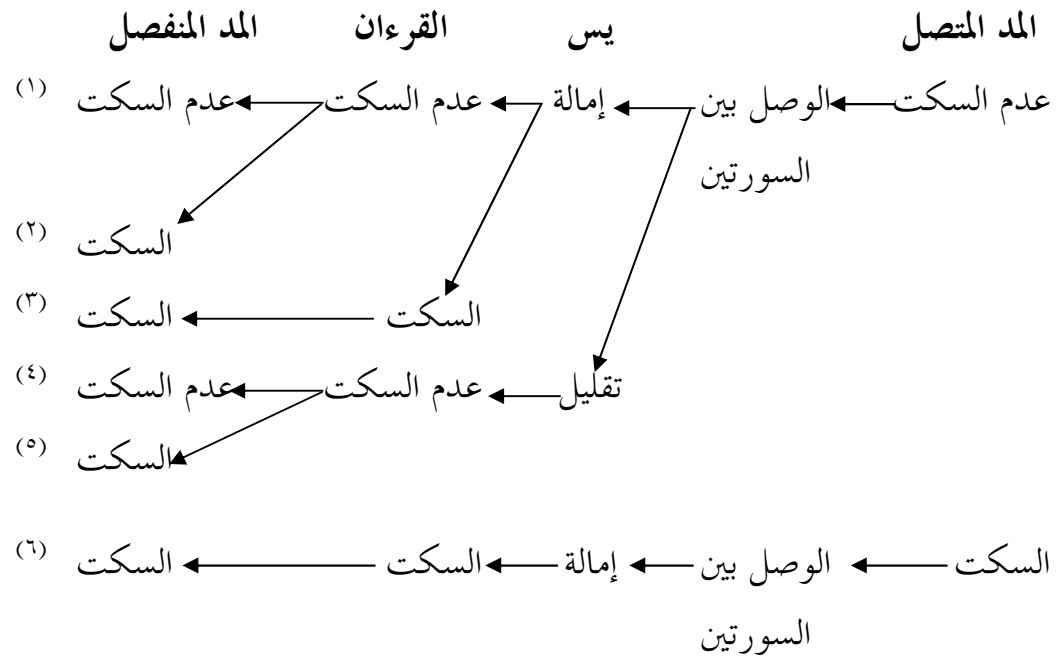 المد المتصل يس القرءان المد المنفصل
عدم السكت الوصل بين إمالة عدم السكت عدم السكت (١)
السورتين
السكت (٢)
السكت السكت (٣)
تقليل عدم السكت عدم السكت (٤)
السكت (٥)
السكت الوصل بين إمالة السكت السكت (٦)
السورتين